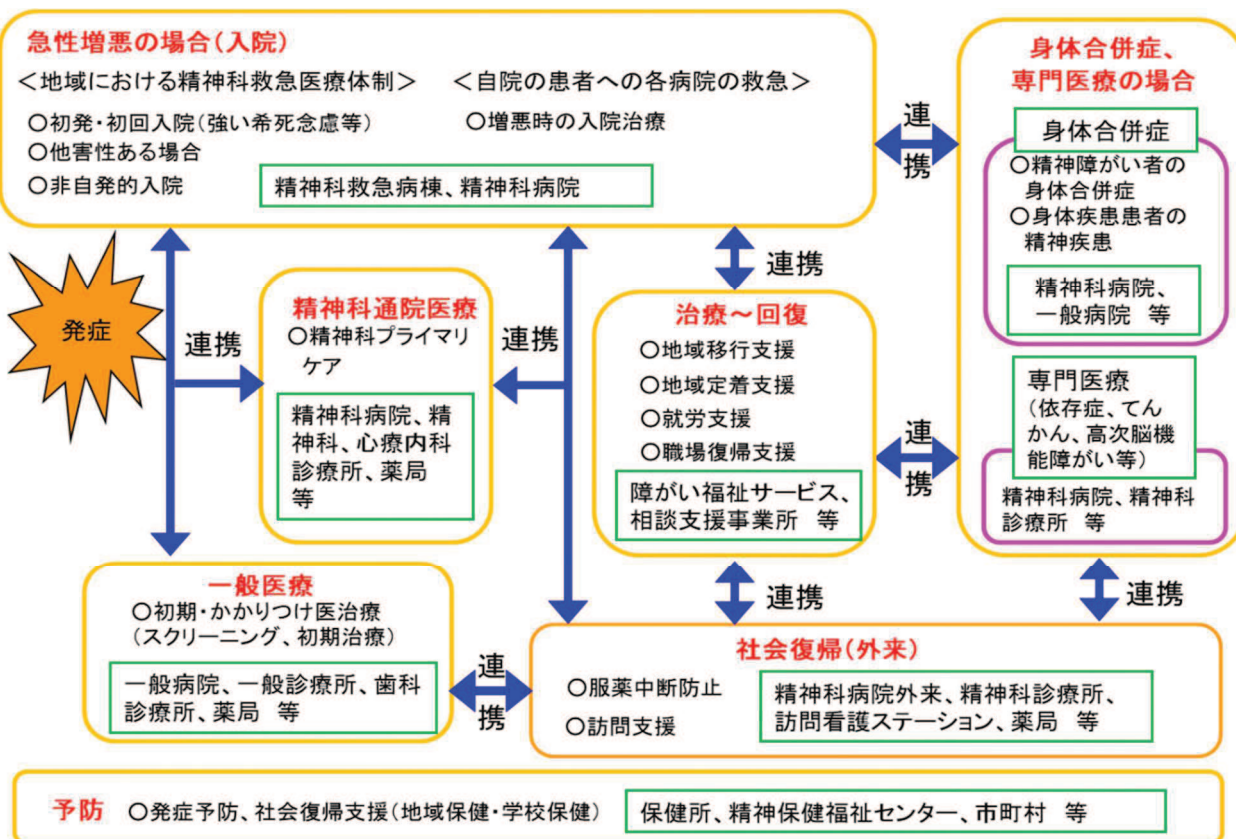 急性増悪の場合(入院)
<地域における精神科救急医療体制>
○初発・初回入院(強い希死念慮等)
○他害性ある場合
○非自発的入院
<自院の患者への各病院の救急>
○増悪時の入院治療
精神科救急病棟、精神科病院
連
携
身体合併症、
専門医療の場合
身体合併症
○精神障がい者の
身体合併症
○身体疾患患者の
精神疾患
精神科病院、
一般病院 等
専門医療
(依存症、てん
かん、高次脳機
能障がい等)
精神科病院、精神科
診療所 等
発症
連携
精神科通院医療
○精神科プライマリ
ケア
精神科病院、精
神科、心療内科
診療所、薬局
等
連携
連携
治療～回復
○地域移行支援
○地域定着支援
○就労支援
○職場復帰支援
障がい福祉サービス、
相談支援事業所 等
連
携
一般医療
○初期・かかりつけ医治療
(スクリーニング、初期治療)
一般病院、一般診療所、歯科
診療所、薬局 等
連
携
連携
連携
社会復帰(外来)
○服薬中断防止
○訪問支援
精神科病院外来、精神科診療所、
訪問看護ステーション、薬局 等
予防 ○発症予防、社会復帰支援(地域保健・学校保健) 保健所、精神保健福祉センター、市町村 等